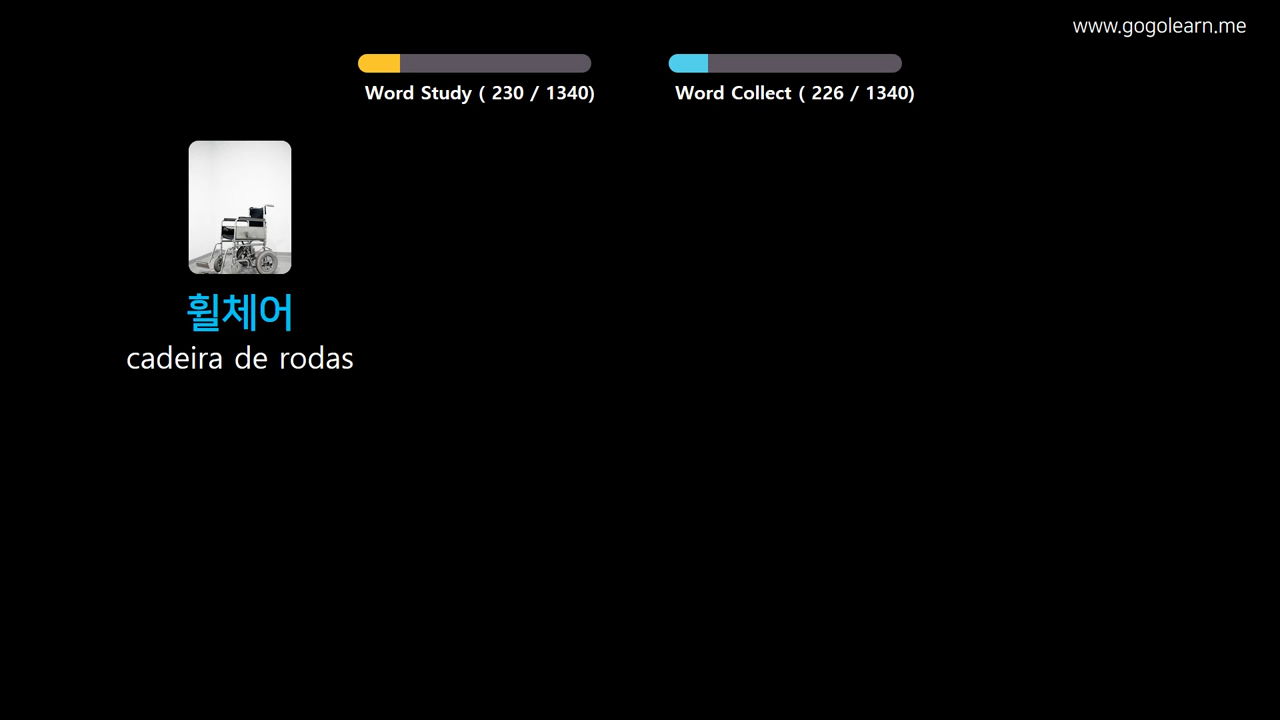 www.gogolearn.me
Word Study ( 230 / 1340)
Word Collect ( 226 / 1340)
휠체어
cadeira de rodas